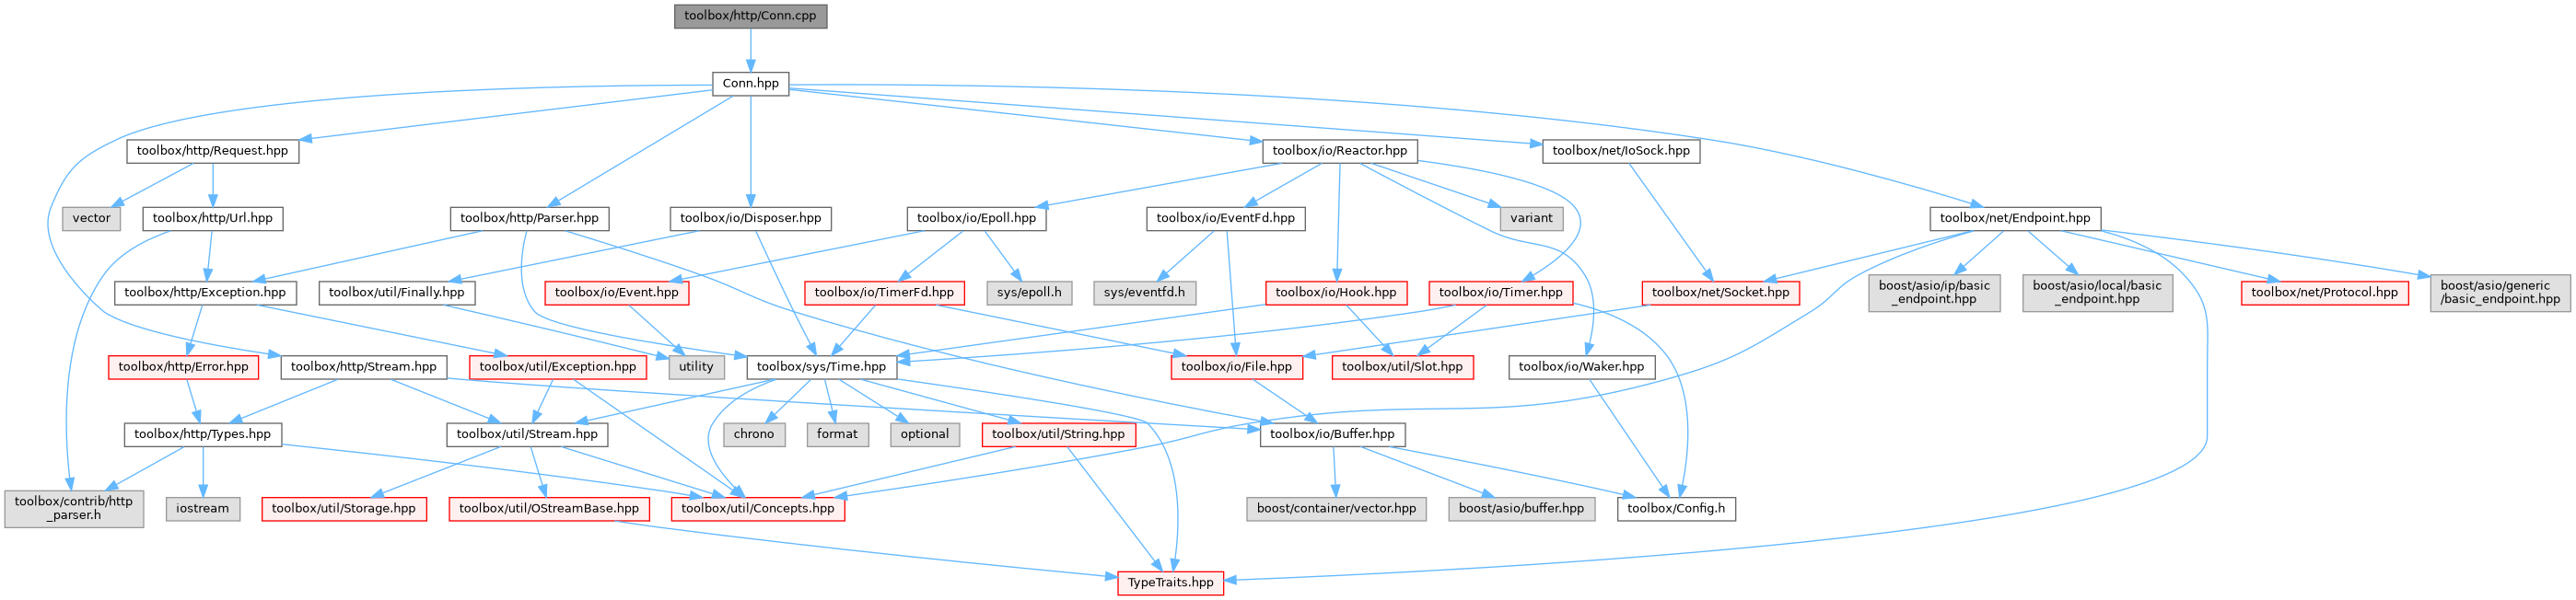 toolbox/http/Conn.cpp
Conn.hpp
toolbox/http/Request.hpp
toolbox/io/Reactor.hpp
toolbox/net/IoSock.hpp
vector
toolbox/http/Url.hpp
toolbox/http/Parser.hpp
toolbox/io/Disposer.hpp
toolbox/io/Epoll.hpp
toolbox/io/EventFd.hpp
variant
toolbox/net/Endpoint.hpp
toolbox/http/Exception.hpp
toolbox/util/Finally.hpp
toolbox/io/Event.hpp
toolbox/io/TimerFd.hpp
sys/epoll.h
sys/eventfd.h
toolbox/io/Hook.hpp
toolbox/io/Timer.hpp
toolbox/net/Socket.hpp
boost/asio/ip/basic
_endpoint.hpp
boost/asio/local/basic
_endpoint.hpp
toolbox/net/Protocol.hpp
boost/asio/generic
/basic_endpoint.hpp
toolbox/http/Error.hpp
toolbox/http/Stream.hpp
toolbox/util/Exception.hpp
utility
toolbox/sys/Time.hpp
toolbox/io/File.hpp
toolbox/util/Slot.hpp
toolbox/io/Waker.hpp
toolbox/http/Types.hpp
toolbox/util/Stream.hpp
chrono
format
optional
toolbox/util/String.hpp
toolbox/io/Buffer.hpp
toolbox/contrib/http
_parser.h
iostream
toolbox/util/Storage.hpp
toolbox/util/OStreamBase.hpp
toolbox/util/Concepts.hpp
boost/container/vector.hpp
boost/asio/buffer.hpp
toolbox/Config.h
TypeTraits.hpp